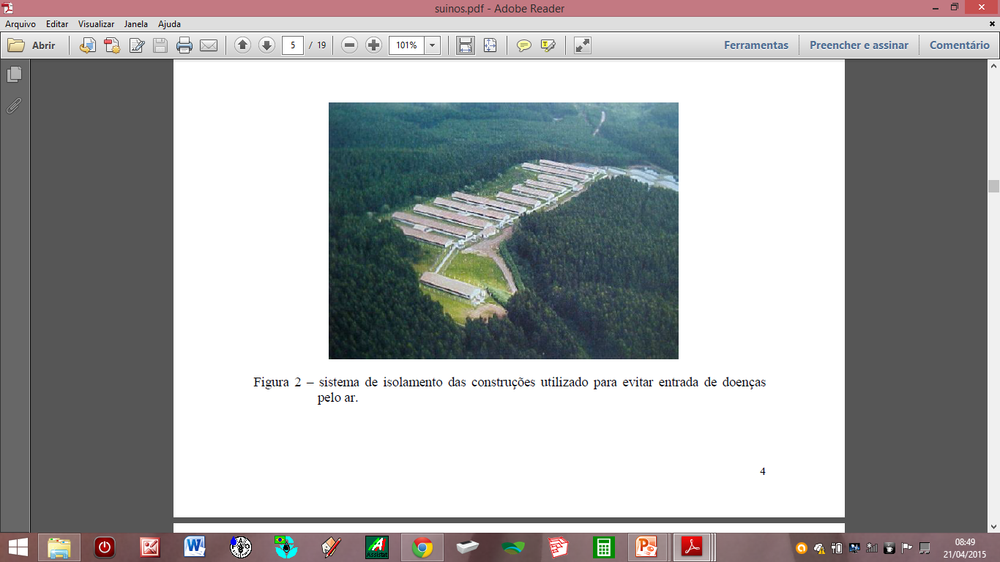 suinos.pdf - Adobe Reader
Arquivo Editar Visualizar Janela Ajuda
Abrir 5 / 19 101% Ferramentas Preencher e assinar Comentário
Figura 2 – sistema de isolamento das construções utilizado para evitar entrada de doenças
pelo ar.
4
Assistat
08:49
21/04/2015